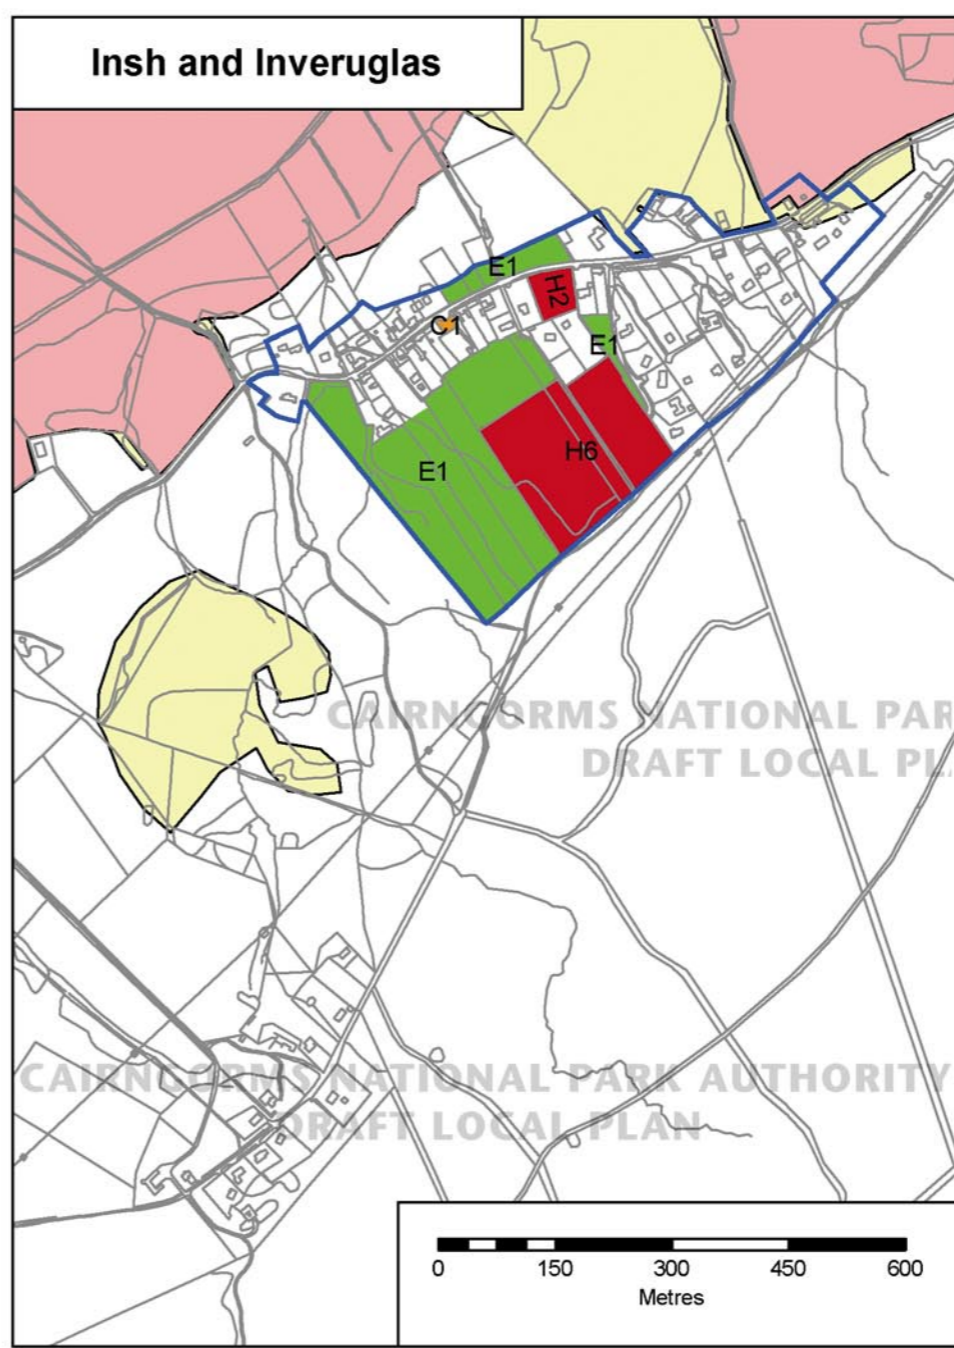 Insh and Inveruglas
E1
H2
C1
E1
H6
E1
CAIRNGORMS NATIONAL PAR
DRAFT LOCAL PL
CAIRNGORMS NATIONAL PARK AUTHORITY
DRAFT LOCAL PLAN
0 150 300 450 600
Metres